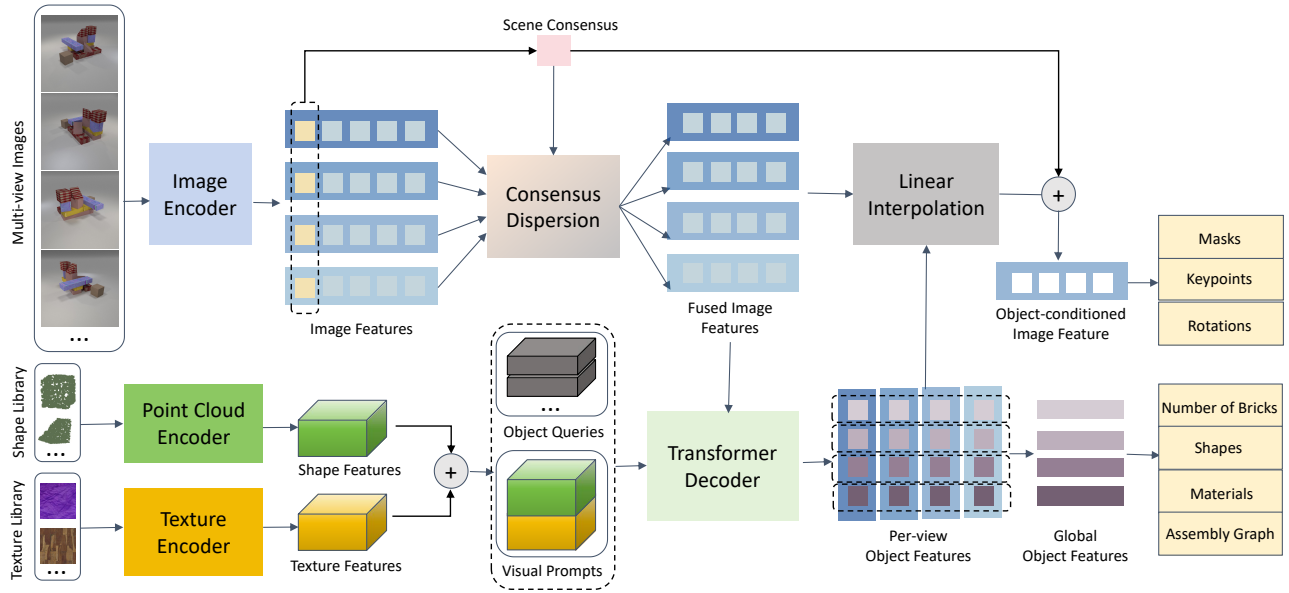 Scene Consensus
Multi-view Images
...
Image
Encoder
Image Features
Consensus
Dispersion
Fused Image
Features
Linear
Interpolation
+
Object-conditioned
Image Feature
Masks
Keypoints
Rotations
Shape Library
...
Point Cloud
Encoder
Shape Features
Texture Library
...
Texture
Encoder
Texture Features
+
...
Object Queries
Visual Prompts
Transformer
Decoder
Per-view
Object Features
Global
Object Features
Number of Bricks
Shapes
Materials
Assembly Graph